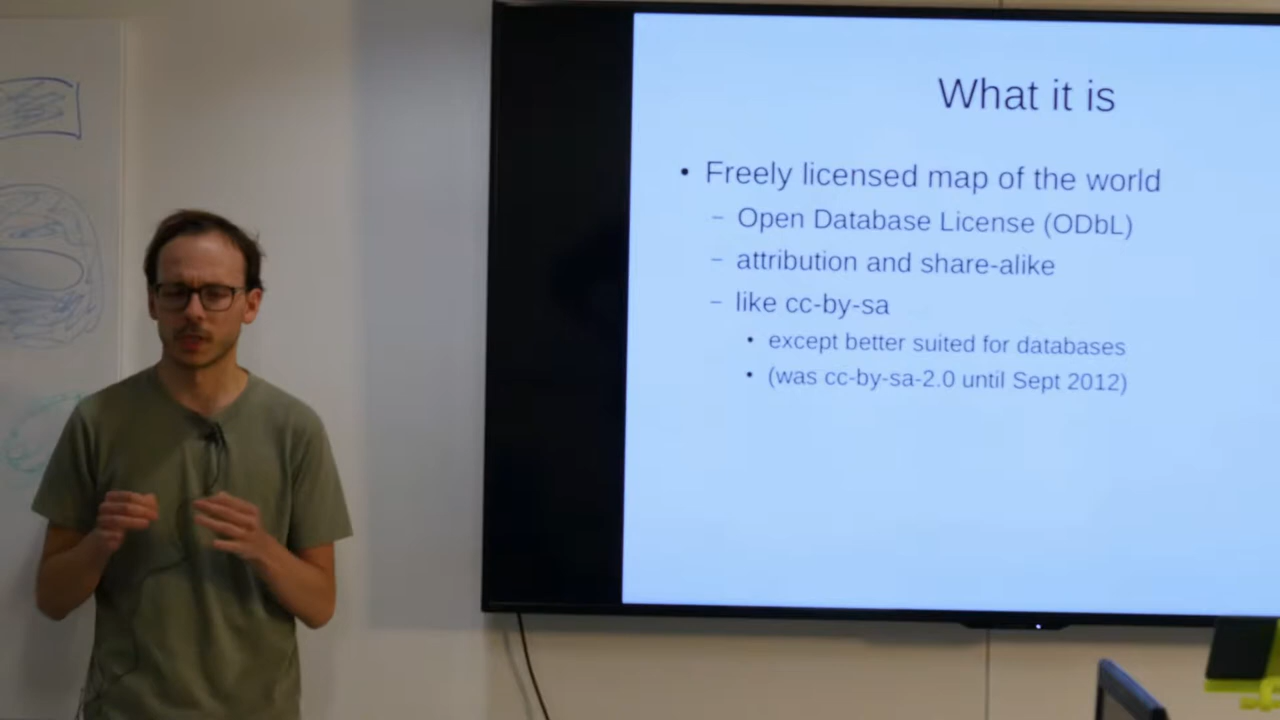 What it is
• Freely licensed map of the world
– Open Database License (ODbL)
– attribution and share-alike
– like cc-by-sa
• except better suited for databases
• (was cc-by-sa-2.0 until Sept 2012)